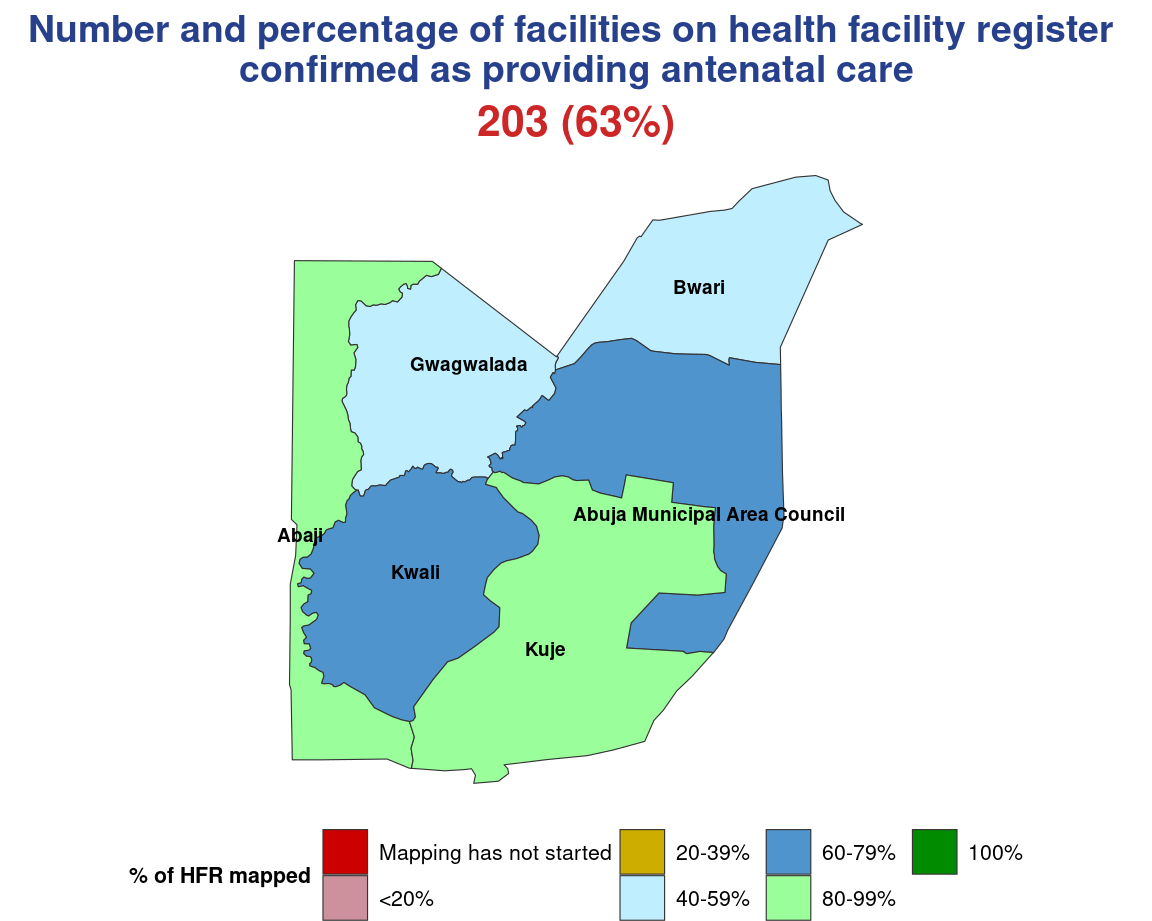 Number and percentage of facilities on health facility register
confirmed as providing antenatal care
203 (63%)
Bwari
Gwagwalada
Abuja Municipal Area Council
Abaji
Kwali
Kuje
% of HFR mapped
Mapping has not started
<20%
20-39%
40-59%
60-79%
80-99%
100%